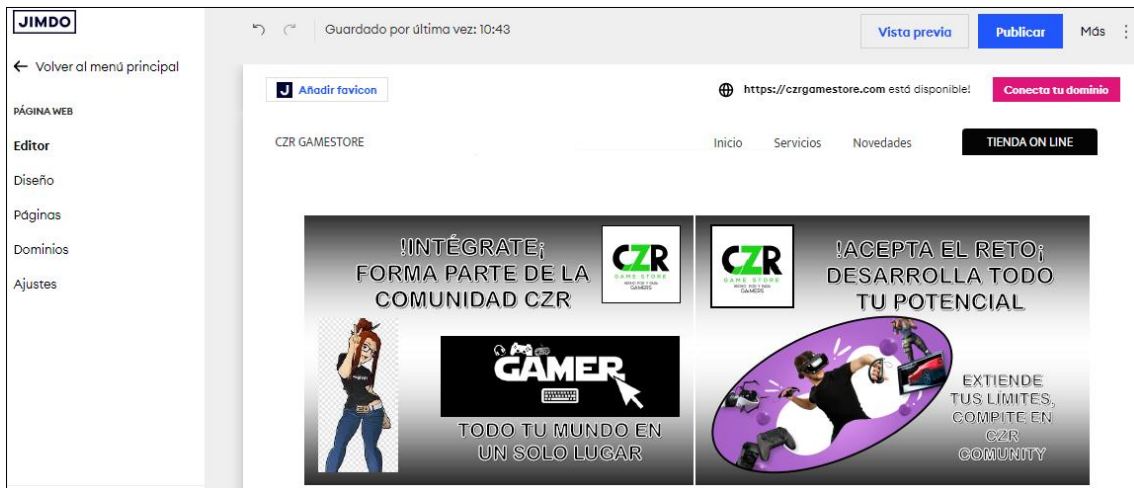 JIMDO
Guardado por última vez: 10:43
Vista previa
Publicar
Más
Volver al menú principal
J Añadir favicon
https://czrgamestore.com está disponible!
Conecta tu dominio
PÁGINA WEB
Editor
Diseño
Páginas
Dominios
Ajustes
CZR GAMESTORE
Inicio
Servicios
Novedades
TIENDA ON LINE
!INTÉGRATE¡
FORMA PARTE DE LA
COMUNIDAD CZR
CZR
GAME STORE
GAMERS
GAMER
TODO TU MUNDO EN
UN SOLO LUGAR
CZR
GAME STORE
GAMERS
!ACEPTA EL RETO¡
DESARROLLA TODO
TU POTENCIAL
EXTIENDE
TUS LÍMITES,
COMPITE EN
CZR
COMUNITY